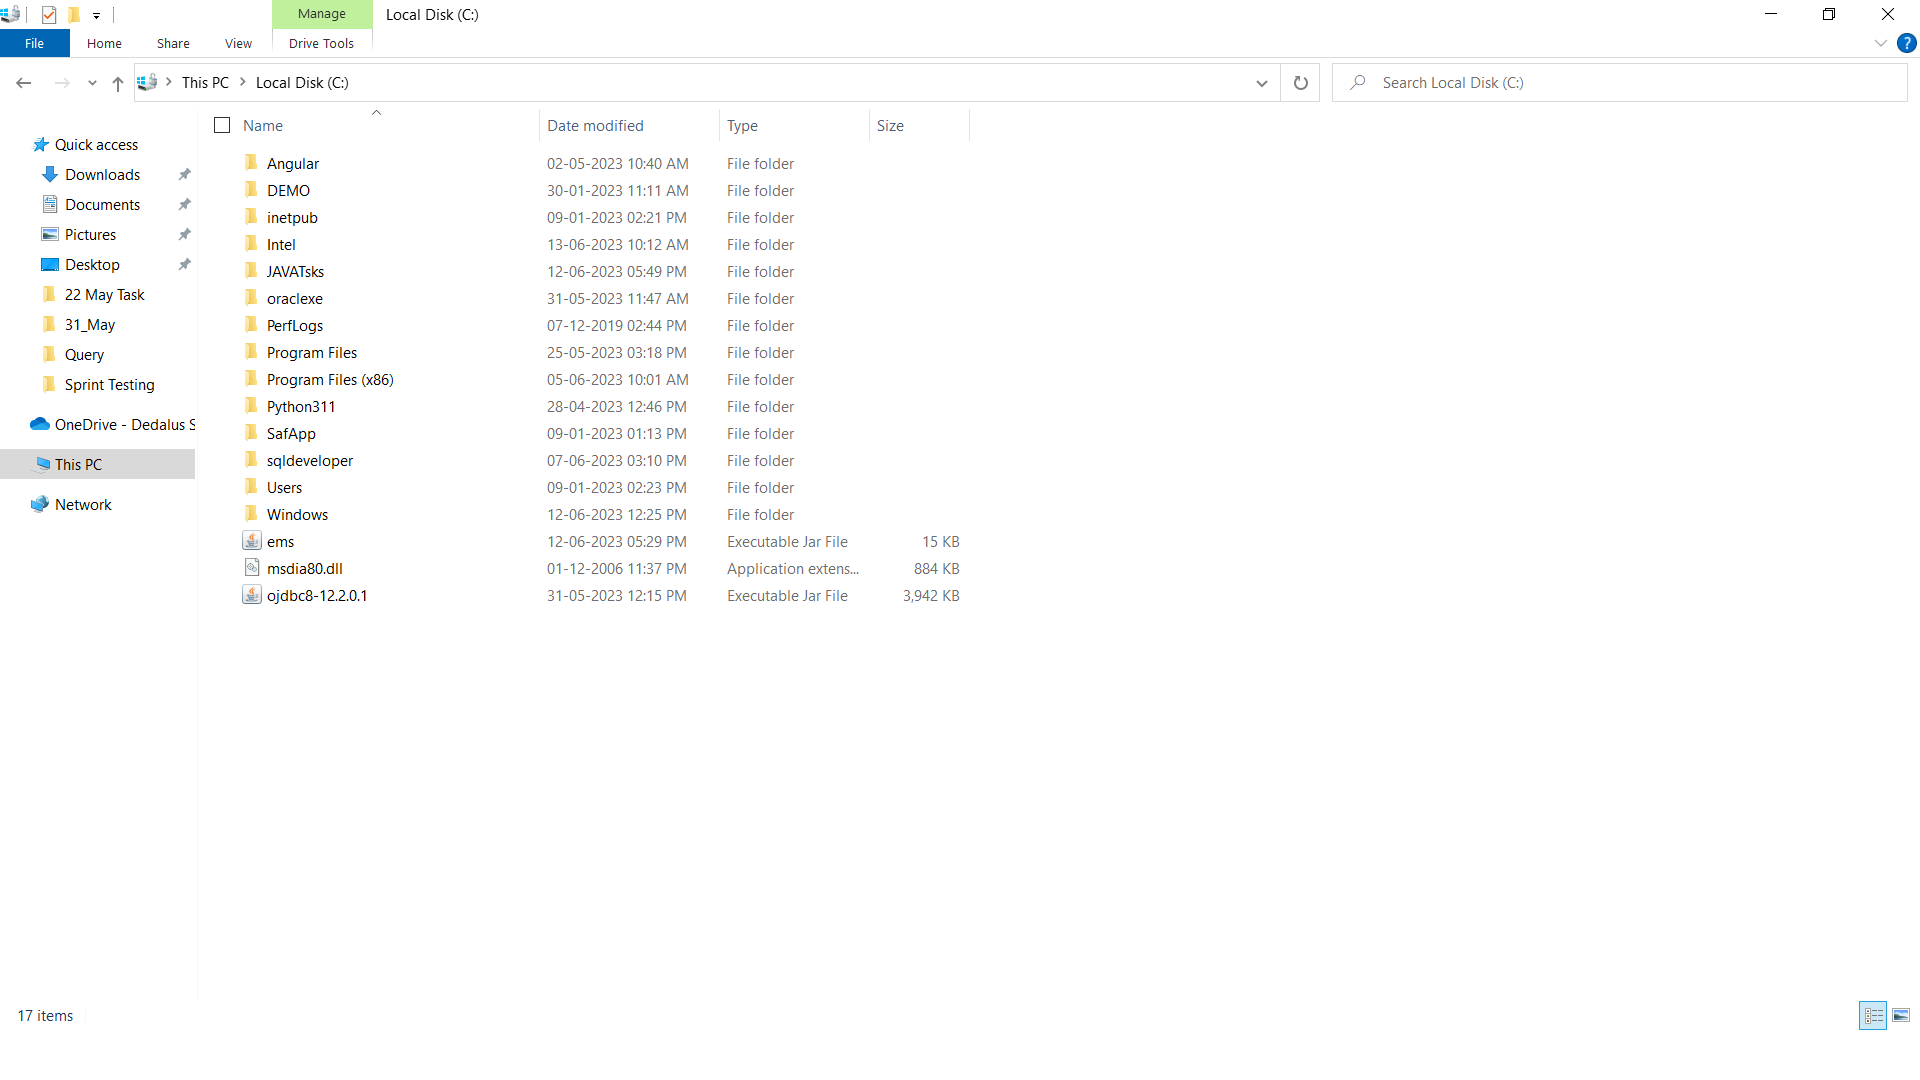 Manage
Local Disk (C:)
File
Home
Share
View
Drive Tools
?
This PC
Local Disk (C:)
Search Local Disk (C:)
Name
Date modified
Type
Size
Quick access
Downloads
Documents
Pictures
Desktop
22 May Task
31_May
Query
Sprint Testing
OneDrive - Dedalus S
This PC
Network
Angular 02-05-2023 10:40 AM File folder
DEMO 30-01-2023 11:11 AM File folder
inetpub 09-01-2023 02:21 PM File folder
Intel 13-06-2023 10:12 AM File folder
JAVATsks 12-06-2023 05:49 PM File folder
oraclexe 31-05-2023 11:47 AM File folder
PerfLogs 07-12-2019 02:44 PM File folder
Program Files 25-05-2023 03:18 PM File folder
Program Files (x86) 05-06-2023 10:01 AM File folder
Python311 28-04-2023 12:46 PM File folder
SafApp 09-01-2023 01:13 PM File folder
sqldeveloper 07-06-2023 03:10 PM File folder
Users 09-01-2023 02:23 PM File folder
Windows 12-06-2023 12:25 PM File folder
ems 12-06-2023 05:29 PM Executable Jar File 15 KB
msdia80.dll 01-12-2006 11:37 PM Application extens... 884 KB
ojdbc8-12.2.0.1 31-05-2023 12:15 PM Executable Jar File 3,942 KB
17 items